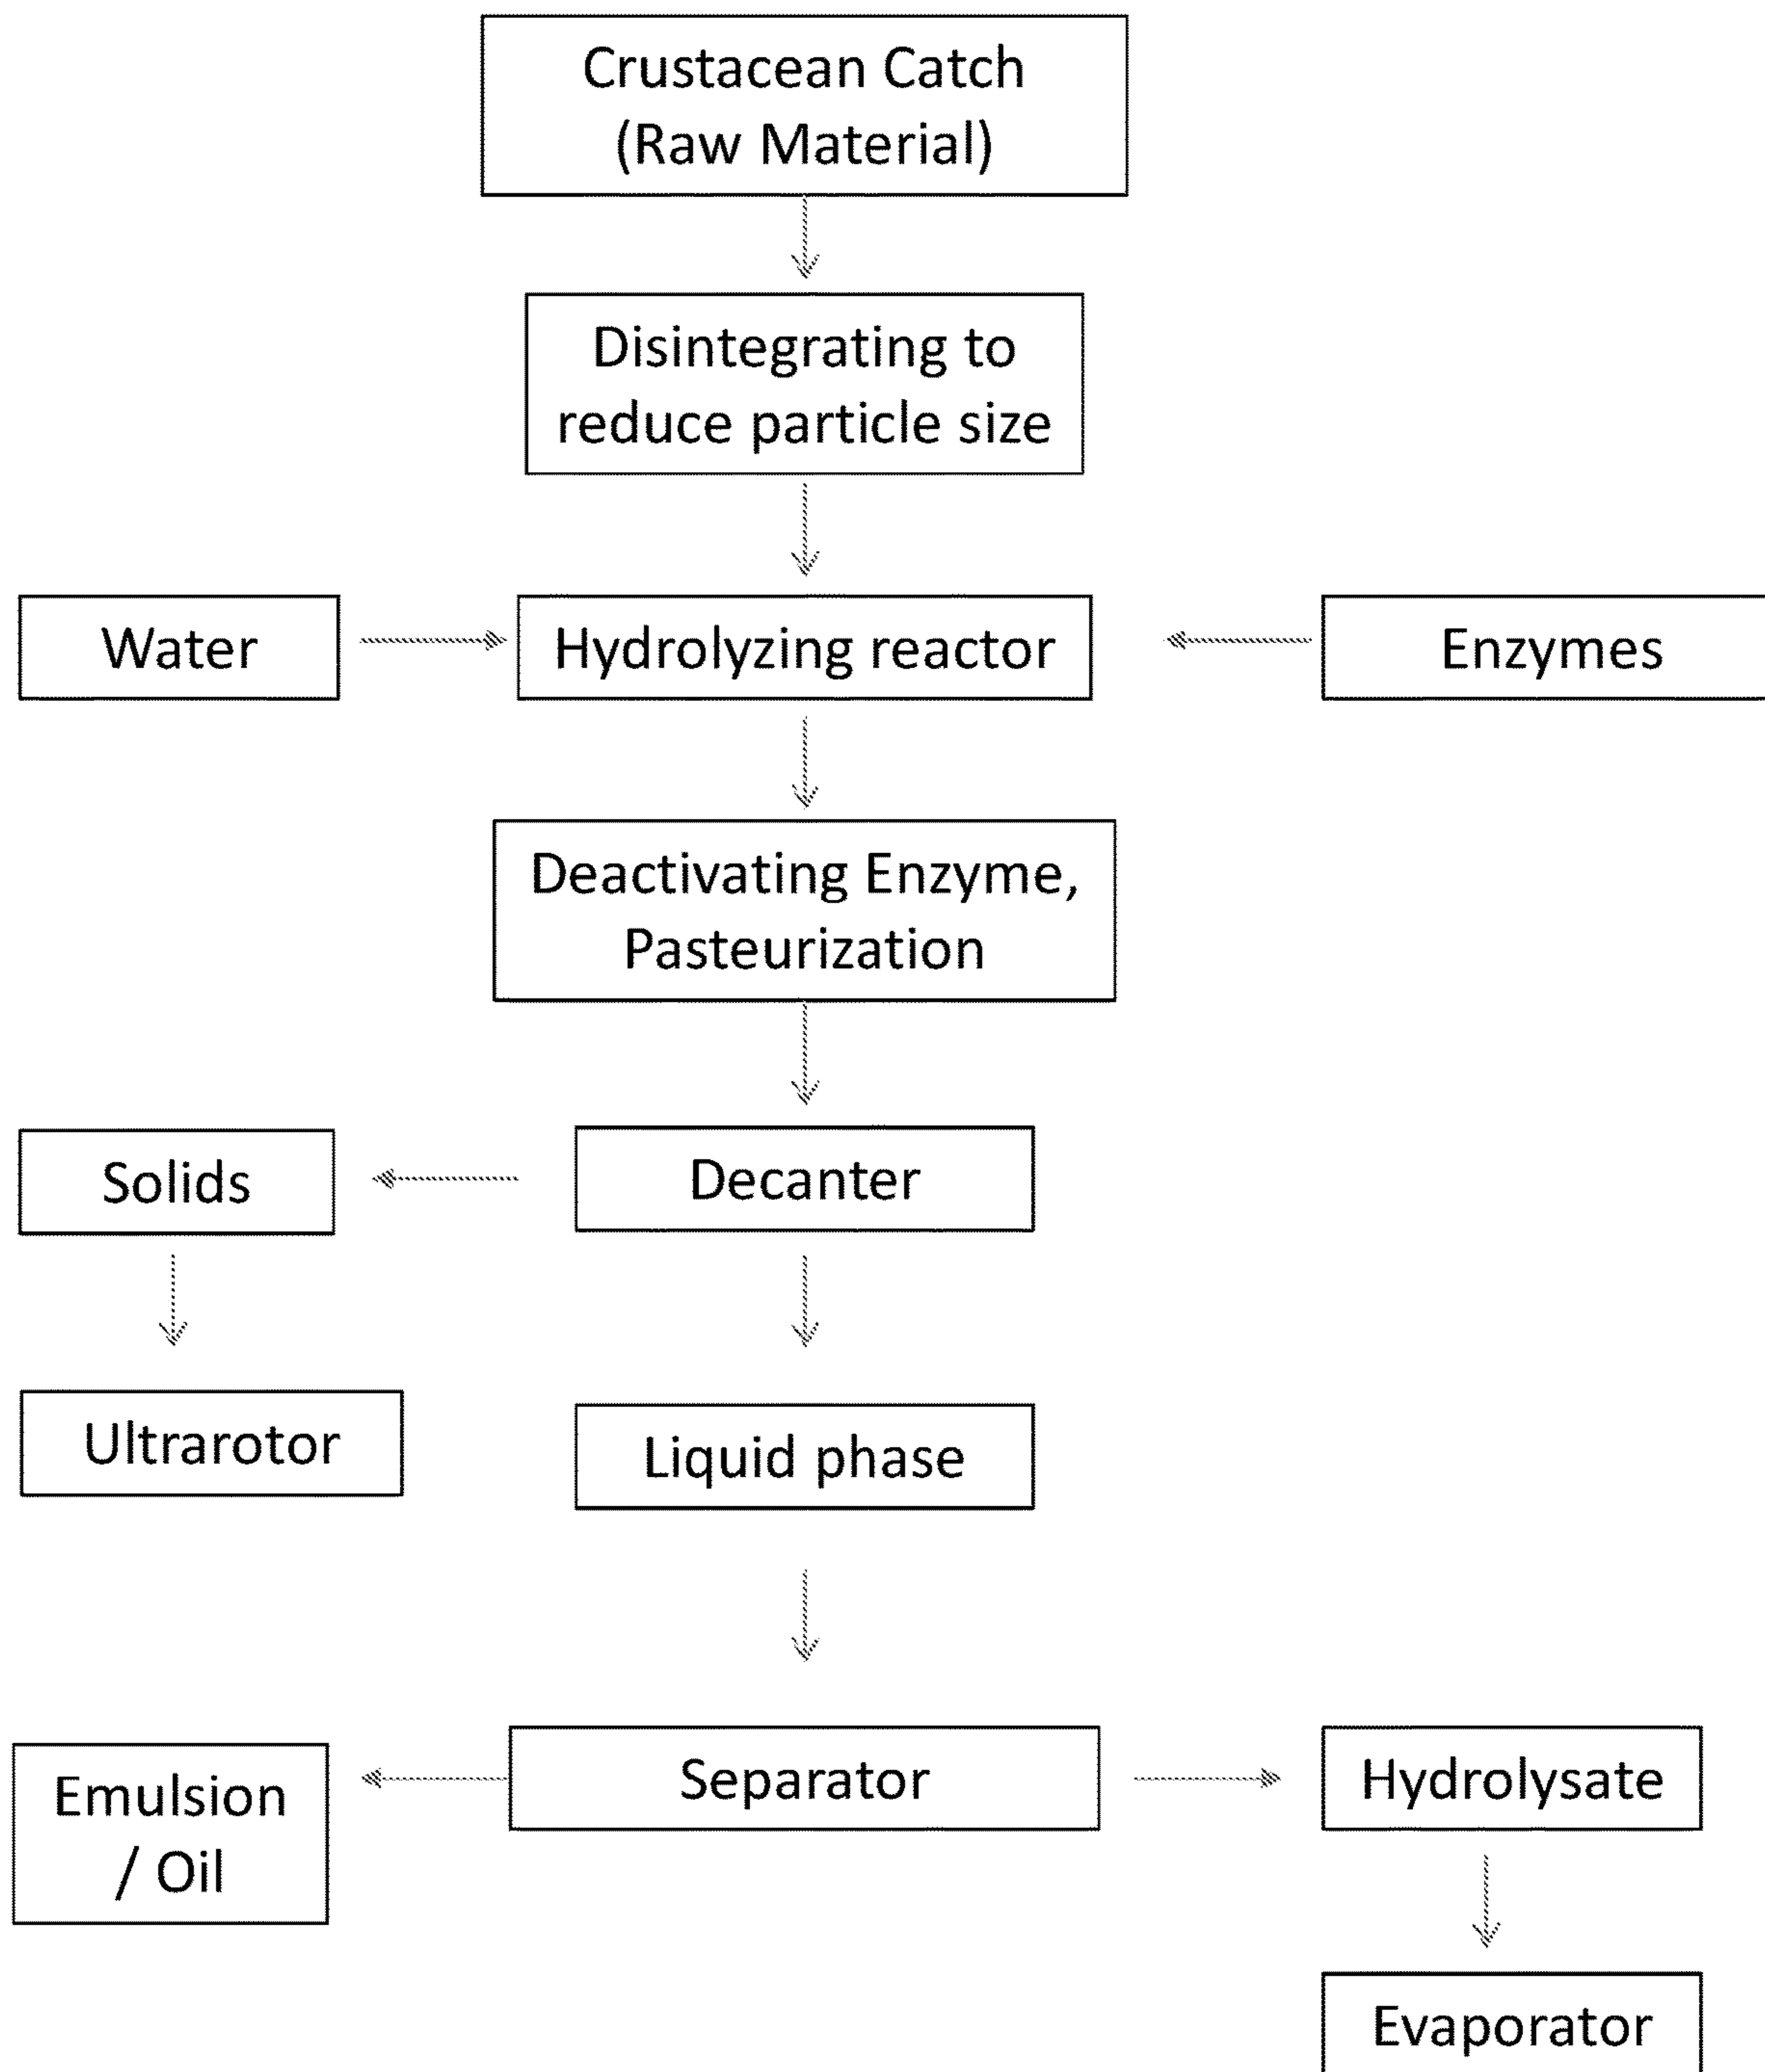 Crustacean Catch
(Raw Material)
Disintegrating to
reduce particle size
Water
Hydrolyzing reactor
Enzymes
Deactivating Enzyme,
Pasteurization
Solids
Decanter
Ultrarotor
Liquid phase
Emulsion
/ Oil
Separator
Hydrolysate
Evaporator